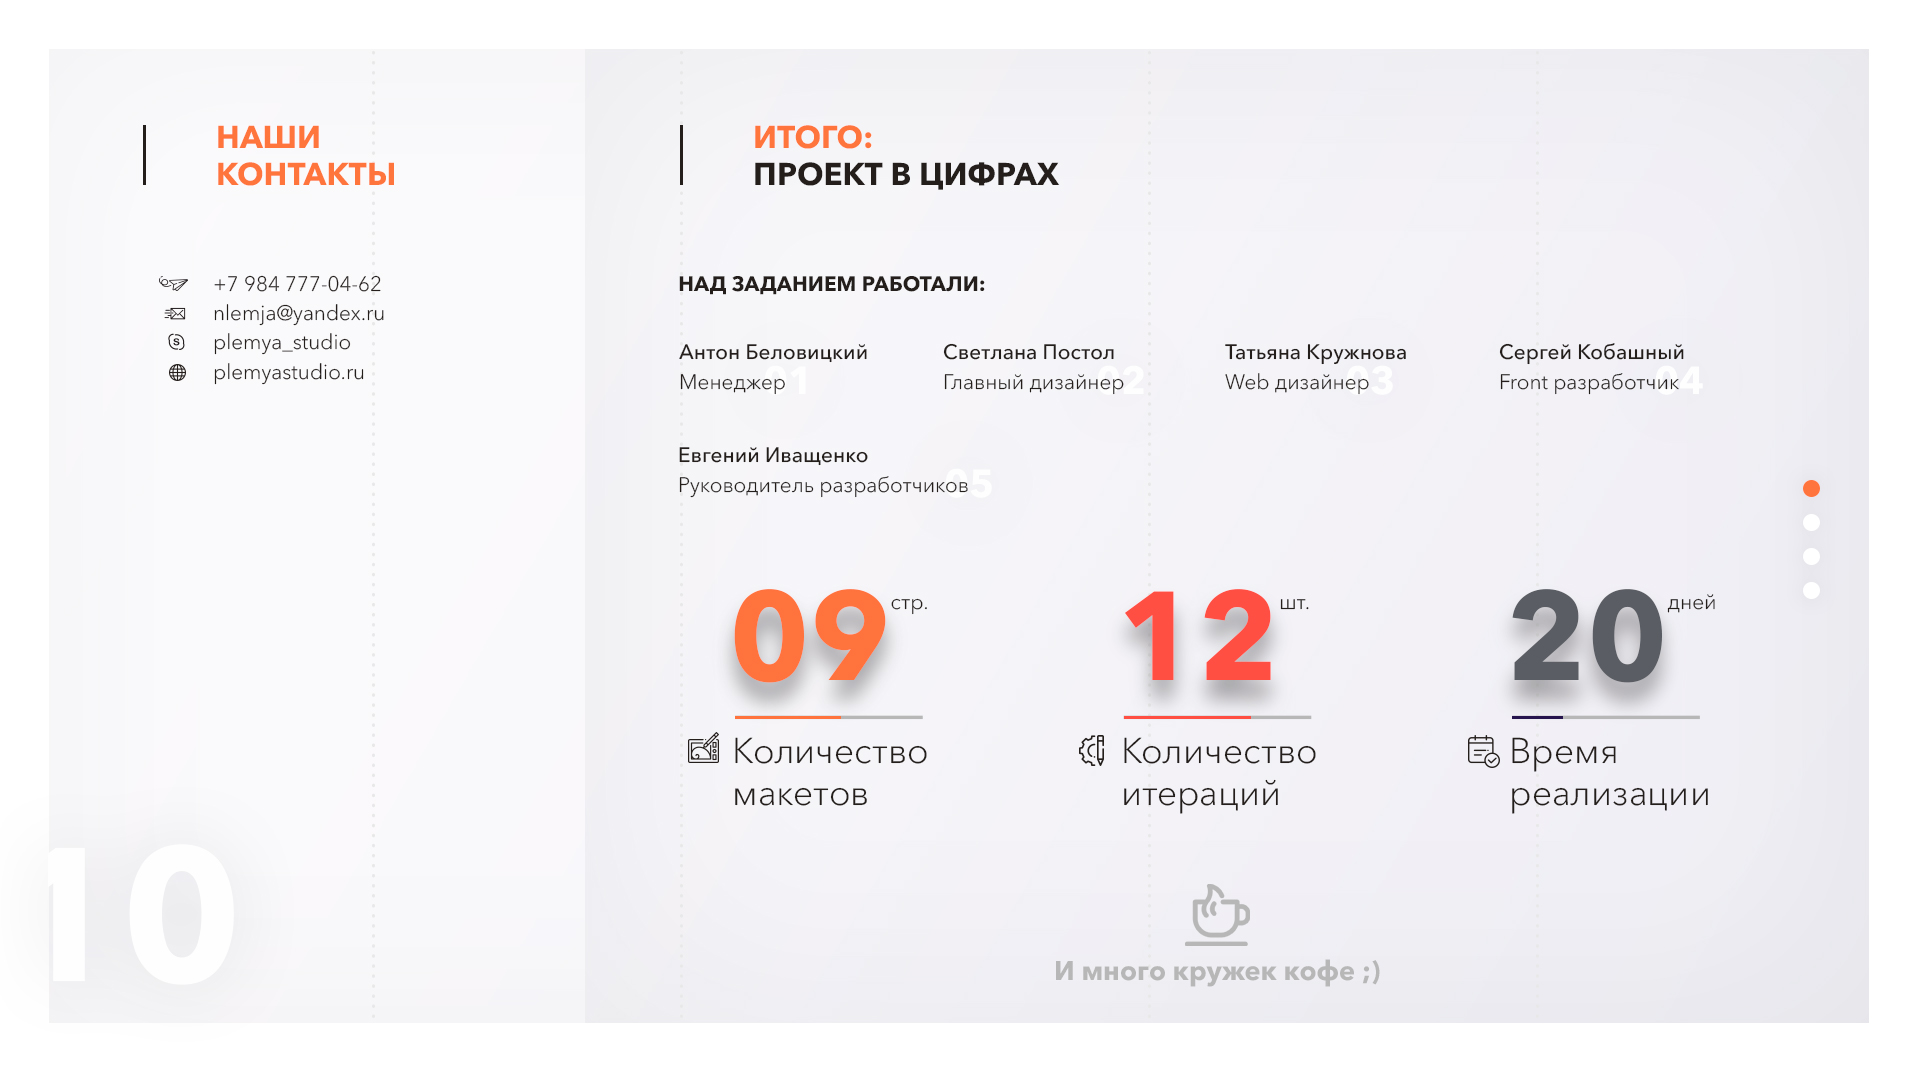 НАШИ
КОНТАКТЫ
+7 984 777-04-62
nlemja@yandex.ru
plemya_studio
plemyastudio.ru
10
ИТОГО:
ПРОЕКТ В ЦИФРАХ
НАД ЗАДАНИЕМ РАБОТАЛИ:
Антон Беловицкий
Менеджер 01
Светлана Постол
Главный дизайнер 02
Татьяна Кружнова
Web дизайнер 03
Сергей Кобашный
Front разработчик 04
Евгений Иващенко
Руководитель разработчиков 05
09 стр.
Количество
макетов
12 шт.
Количество
итераций
20 дней
Время
реализации
И много кружек кофе ;)